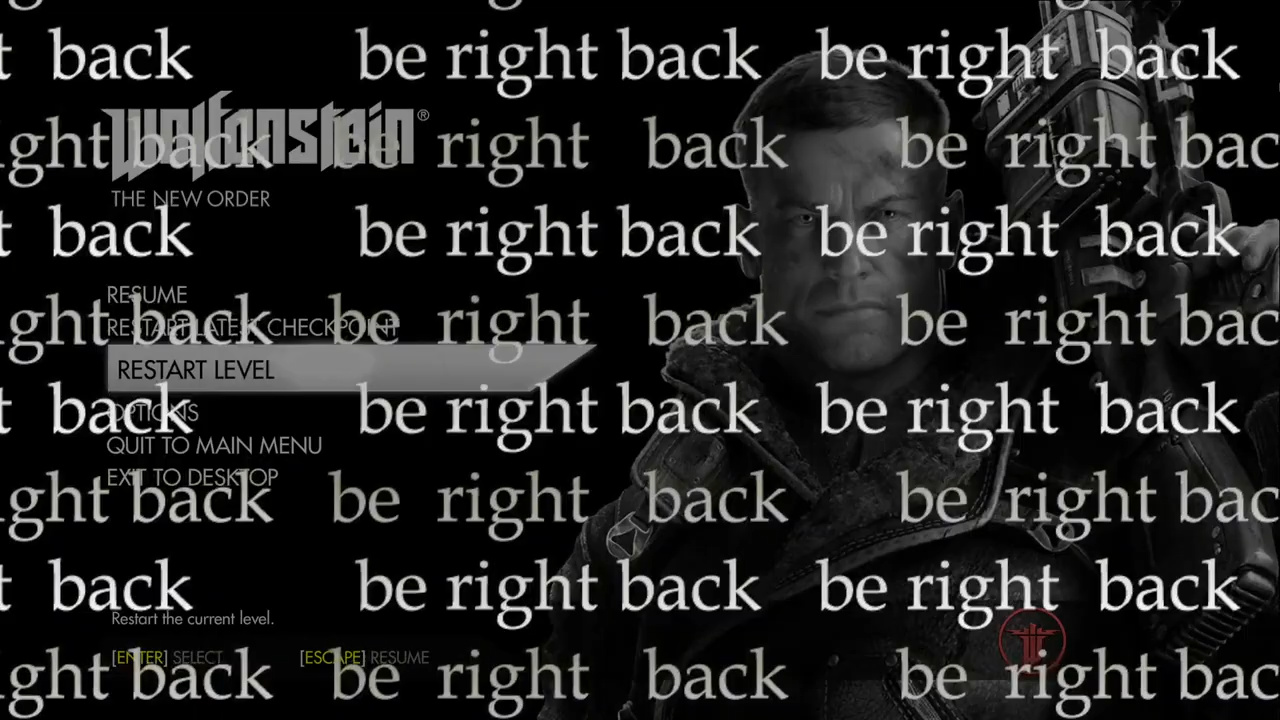 t back be right back be right back
ight back be right back be right bac
Wolfenstein®
THE NEW ORDER
t back be right back be right back
RESUME
ight back be right back be right bac
RESTART LATEST CHECKPOINT
RESTART LEVEL
t back be right back be right back
OPTIONS
QUIT TO MAIN MENU
EXIT TO DESKTOP
ight back be right back be right bac
t back be right back be right back
Restart the current level.
[ENTER] SELECT [ESCAPE] RESUME
ight back be right back be right bac